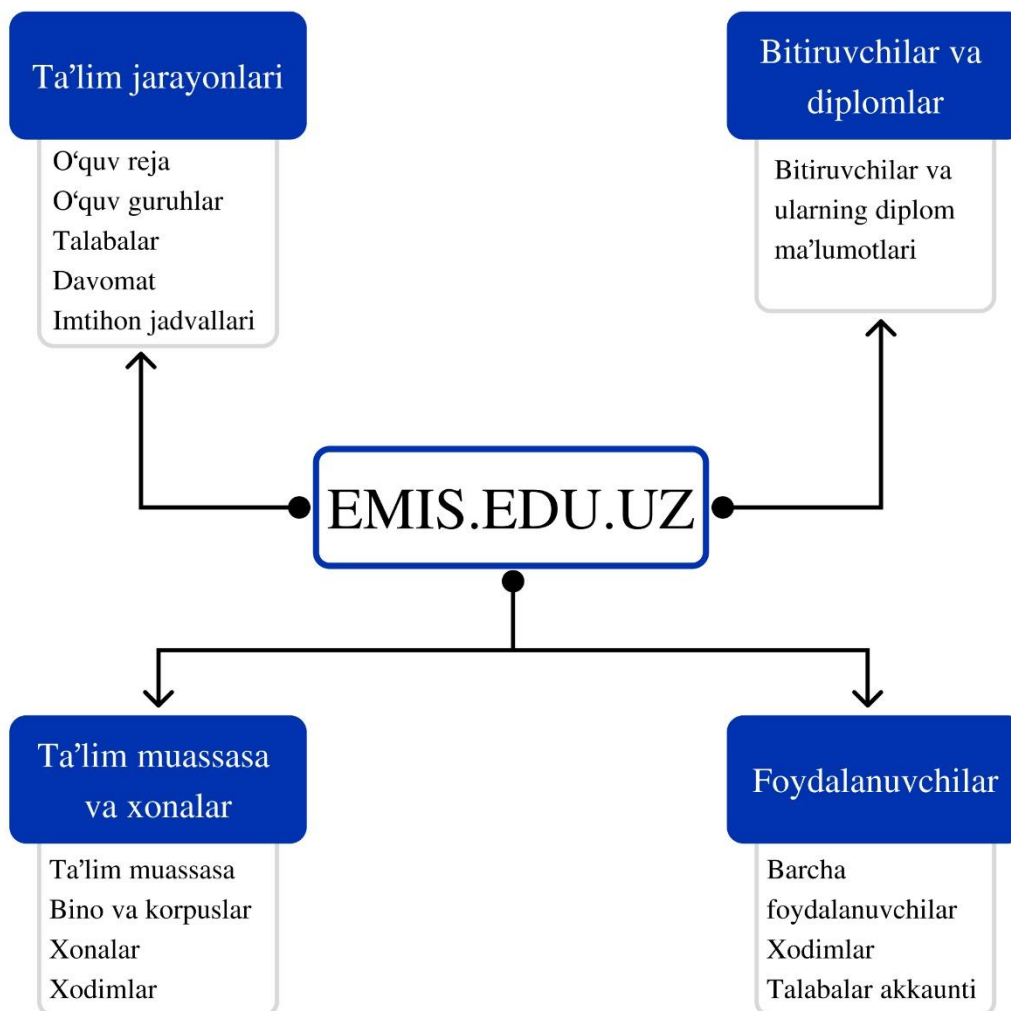 Ta’lim jarayonlari
O‘quv reja
O‘quv guruhlar
Talabalar
Davomat
Imtihon jadvallari
Bitiruvchilar va
diplomlar
Bitiruvchilar va
ularning diplom
ma’lumotlari
EMIS.EDU.UZ
Ta’lim muassasa
va xonalar
Ta’lim muassasa
Bino va korpuslar
Xonalar
Xodimlar
Foydalanuvchilar
Barcha
foydalanuvchilar
Xodimlar
Talabalar akkaunti